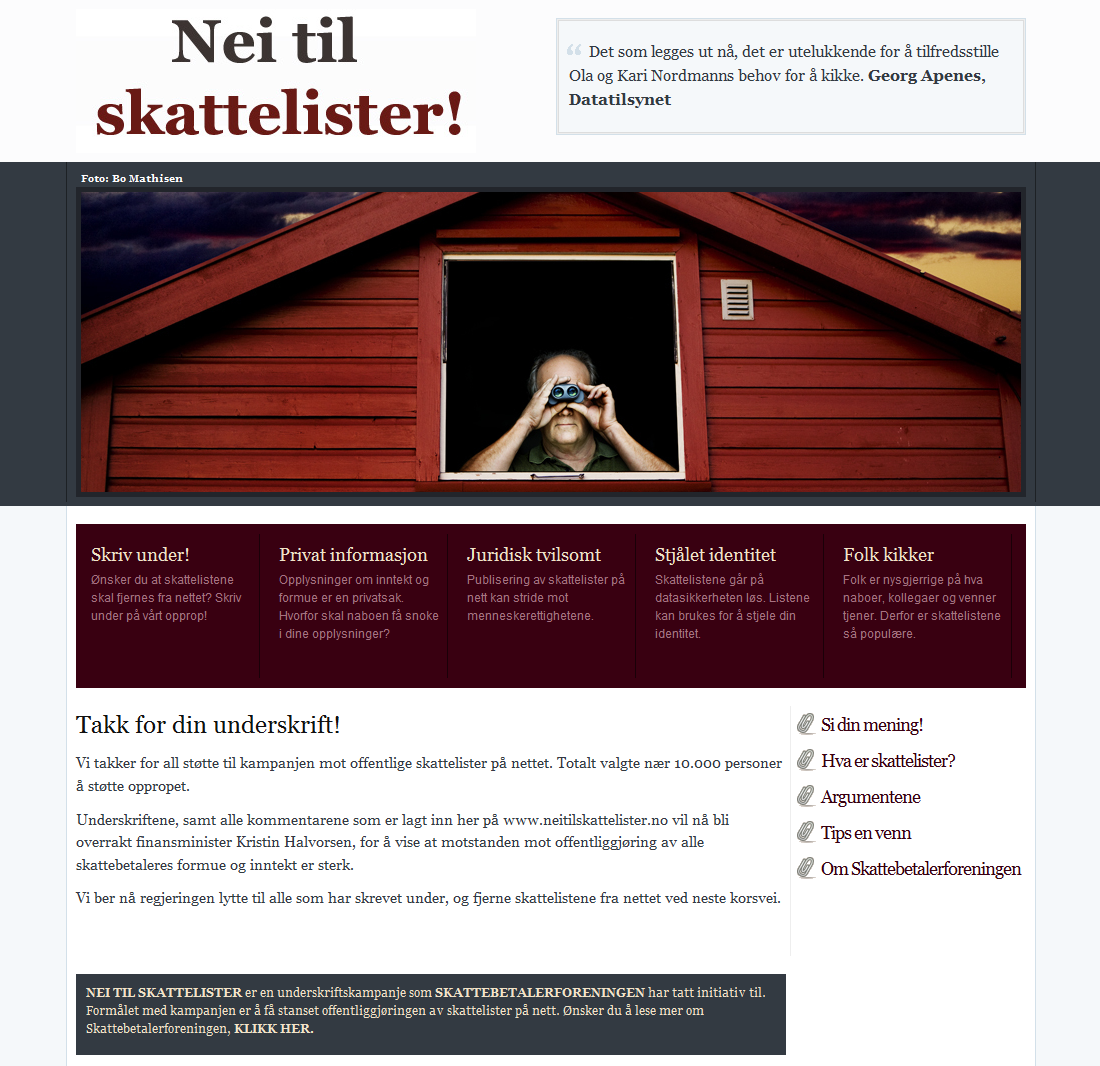 Nei til
skattelister!
“ Det som legges ut nå, det er utelukkende for å tilfredsstille
Ola og Kari Nordmanns behov for å kikke. Georg Apenes,
Datatilsynet
Foto: Bo Mathisen
Skriv under!
Ønsker du at skattelistene
skal fjernes fra nettet? Skriv
under på vårt opprop!
Privat informasjon
Opplysninger om inntekt og
formue er en privatsak.
Hvorfor skal naboen få snoke
i dine opplysninger?
Juridisk tvilsomt
Publisering av skattelister på
nett kan stride mot
menneskerettighetene.
Stjålet identitet
Skattelistene går på
datasikkerheten løs. Listene
kan brukes for å stjele din
identitet.
Folk kikker
Folk er nysgjerrige på hva
naboer, kollegaer og venner
tjener. Derfor er skattelistene
så populære.
Takk for din underskrift!
Vi takker for all støtte til kampanjen mot offentlige skattelister på nettet. Totalt valgte nær 10.000 personer
å støtte oppropet.
Underskriftene, samt alle kommentarene som er lagt inn her på www.neitilskattelister.no vil nå bli
overrakt finansminister Kristin Halvorsen, for å vise at motstanden mot offentliggjøring av alle
skattebetaleres formue og inntekt er sterk.
Vi ber nå regjeringen lytte til alle som har skrevet under, og fjerne skattelistene fra nettet ved neste korsvei.
Si din mening!
Hva er skattelister?
Argumentene
Tips en venn
Om Skattebetalerforeningen
NEI TIL SKATTELISTER er en underskriftskampanje som SKATTEBETALERFORENINGEN har tatt initiativ til.
Formålet med kampanjen er å få stanset offentliggjøringen av skattelister på nett. Ønsker du å lese mer om
Skattebetalerforeningen, KLIKK HER.